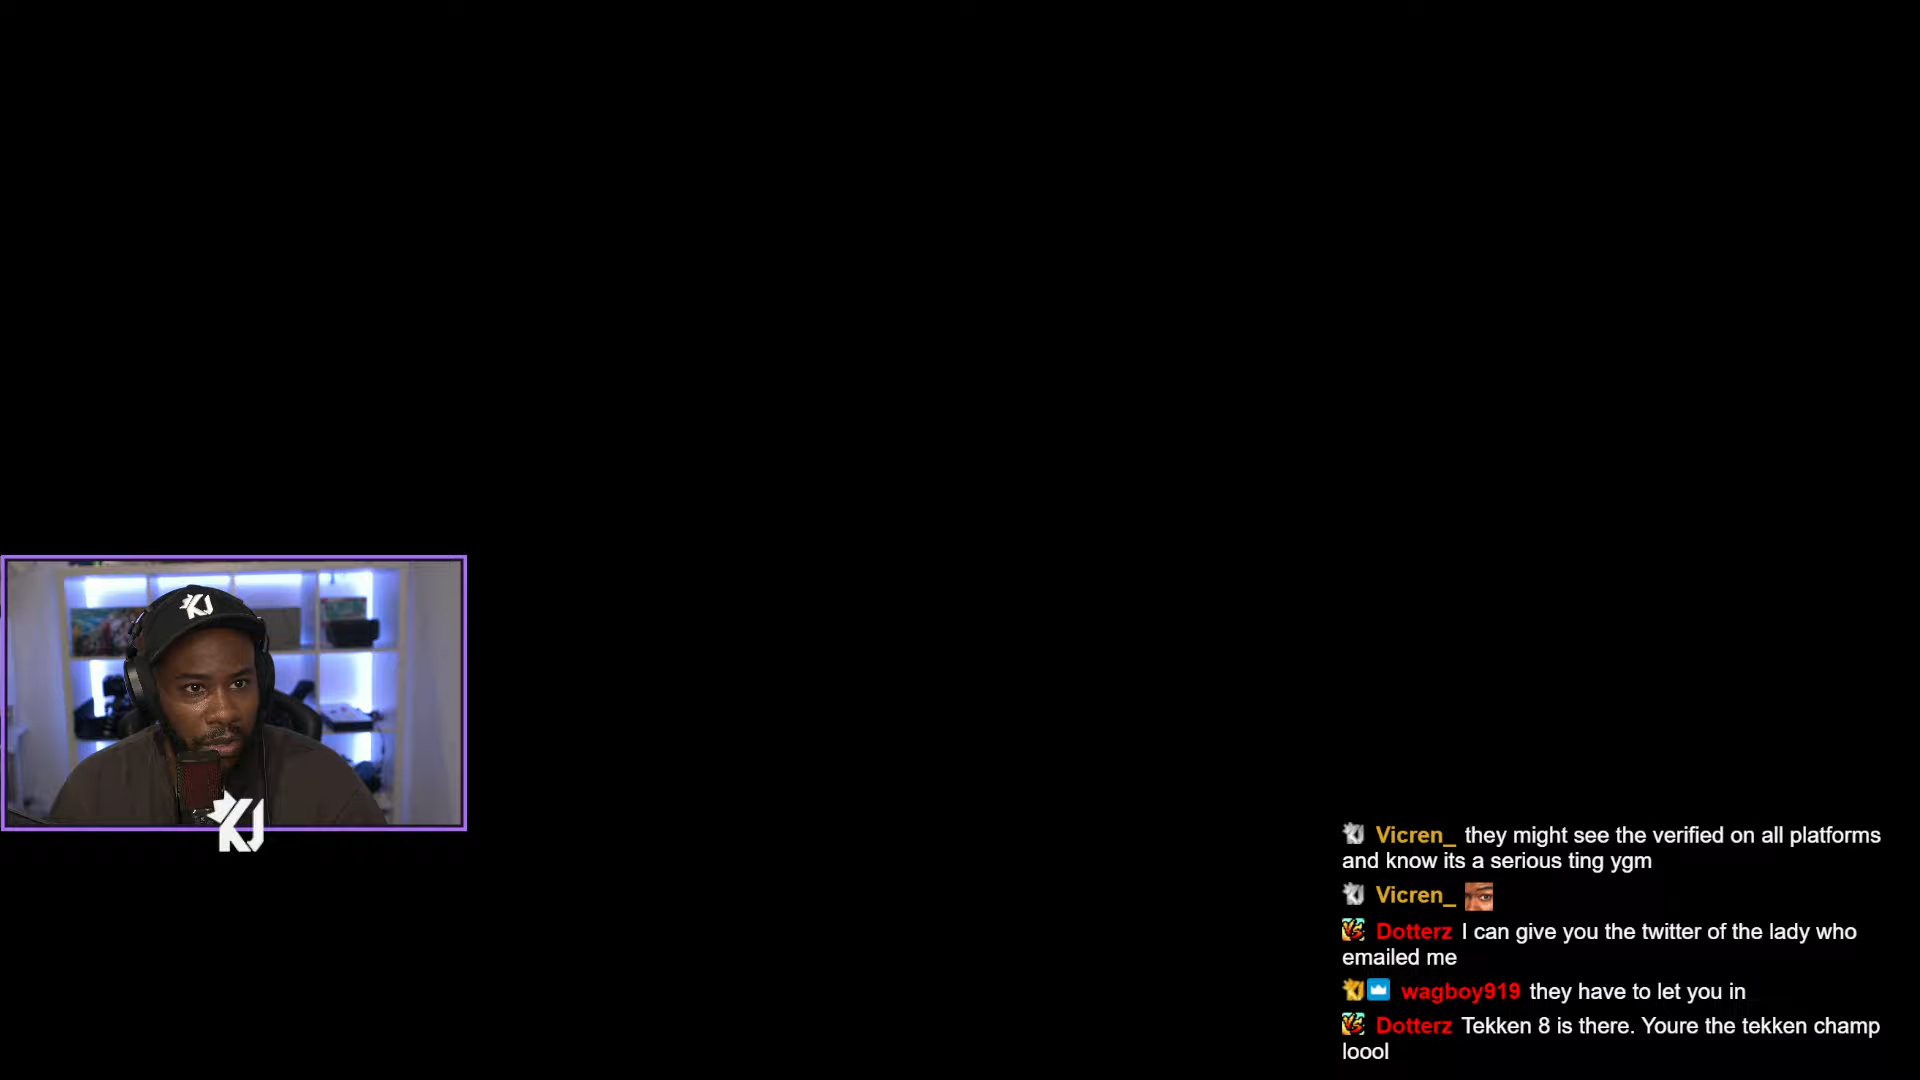 KJ
KJ
Vicren_ they might see the verified on all platforms
and know its a serious ting ygm
Vicren_
Dotterz I can give you the twitter of the lady who
emailed me
wagboy919 they have to let you in
Dotterz Tekken 8 is there. Youre the tekken champ
loool